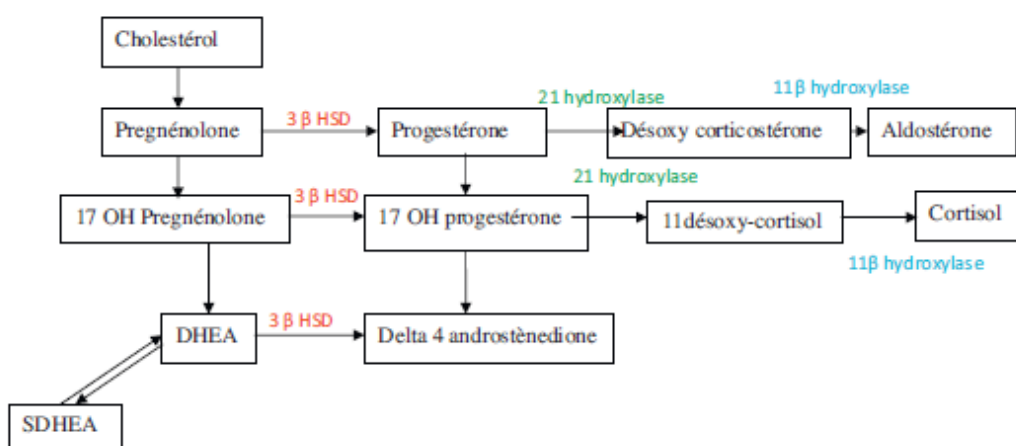 Cholestérol
21 hydroxylase
11β hydroxylase
Pregnénolone
3 β HSD
Progestérone
Désoxy corticostérone
Aldostérone
21 hydroxylase
17 OH Pregnénolone
3 β HSD
17 OH progestérone
11désoxy-cortisol
Cortisol
11β hydroxylase
DHEA
3 β HSD
Delta 4 androstènedione
SDHEA